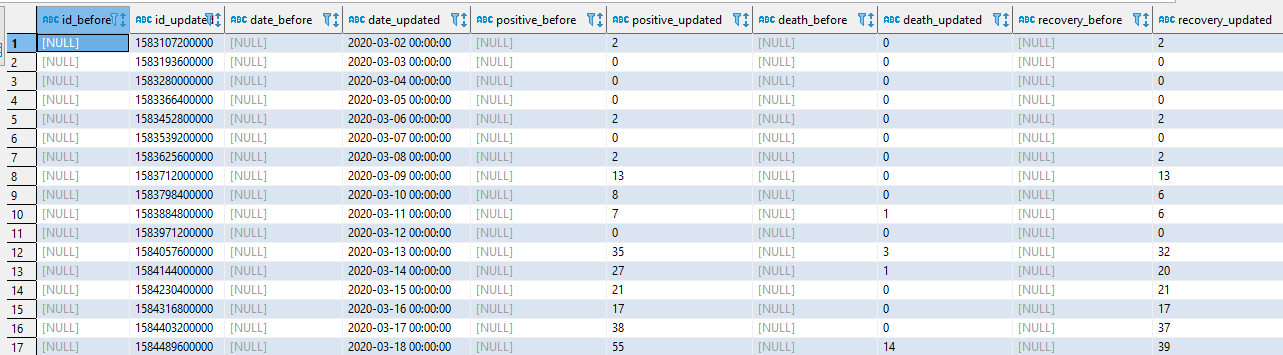 ABC id_before ABC id_updated ABC date_before ABC date_updated ABC positive_before ABC positive_updated ABC death_before ABC death_updated ABC recovery_before ABC recovery_updated
1 [NULL] 1583107200000 [NULL] 2020-03-02 00:00:00 [NULL] 2 [NULL] 0 [NULL] 2
2 [NULL] 1583193600000 [NULL] 2020-03-03 00:00:00 [NULL] 0 [NULL] 0 [NULL] 0
3 [NULL] 1583280000000 [NULL] 2020-03-04 00:00:00 [NULL] 0 [NULL] 0 [NULL] 0
4 [NULL] 1583366400000 [NULL] 2020-03-05 00:00:00 [NULL] 0 [NULL] 0 [NULL] 0
5 [NULL] 1583452800000 [NULL] 2020-03-06 00:00:00 [NULL] 2 [NULL] 0 [NULL] 2
6 [NULL] 1583539200000 [NULL] 2020-03-07 00:00:00 [NULL] 0 [NULL] 0 [NULL] 0
7 [NULL] 1583625600000 [NULL] 2020-03-08 00:00:00 [NULL] 2 [NULL] 0 [NULL] 2
8 [NULL] 1583712000000 [NULL] 2020-03-09 00:00:00 [NULL] 13 [NULL] 0 [NULL] 13
9 [NULL] 1583798400000 [NULL] 2020-03-10 00:00:00 [NULL] 8 [NULL] 0 [NULL] 6
10 [NULL] 1583884800000 [NULL] 2020-03-11 00:00:00 [NULL] 7 [NULL] 1 [NULL] 6
11 [NULL] 1583971200000 [NULL] 2020-03-12 00:00:00 [NULL] 0 [NULL] 0 [NULL] 0
12 [NULL] 1584057600000 [NULL] 2020-03-13 00:00:00 [NULL] 35 [NULL] 3 [NULL] 32
13 [NULL] 1584144000000 [NULL] 2020-03-14 00:00:00 [NULL] 27 [NULL] 1 [NULL] 20
14 [NULL] 1584230400000 [NULL] 2020-03-15 00:00:00 [NULL] 21 [NULL] 0 [NULL] 21
15 [NULL] 1584316800000 [NULL] 2020-03-16 00:00:00 [NULL] 17 [NULL] 0 [NULL] 17
16 [NULL] 1584403200000 [NULL] 2020-03-17 00:00:00 [NULL] 38 [NULL] 0 [NULL] 37
17 [NULL] 1584489600000 [NULL] 2020-03-18 00:00:00 [NULL] 55 [NULL] 14 [NULL] 39